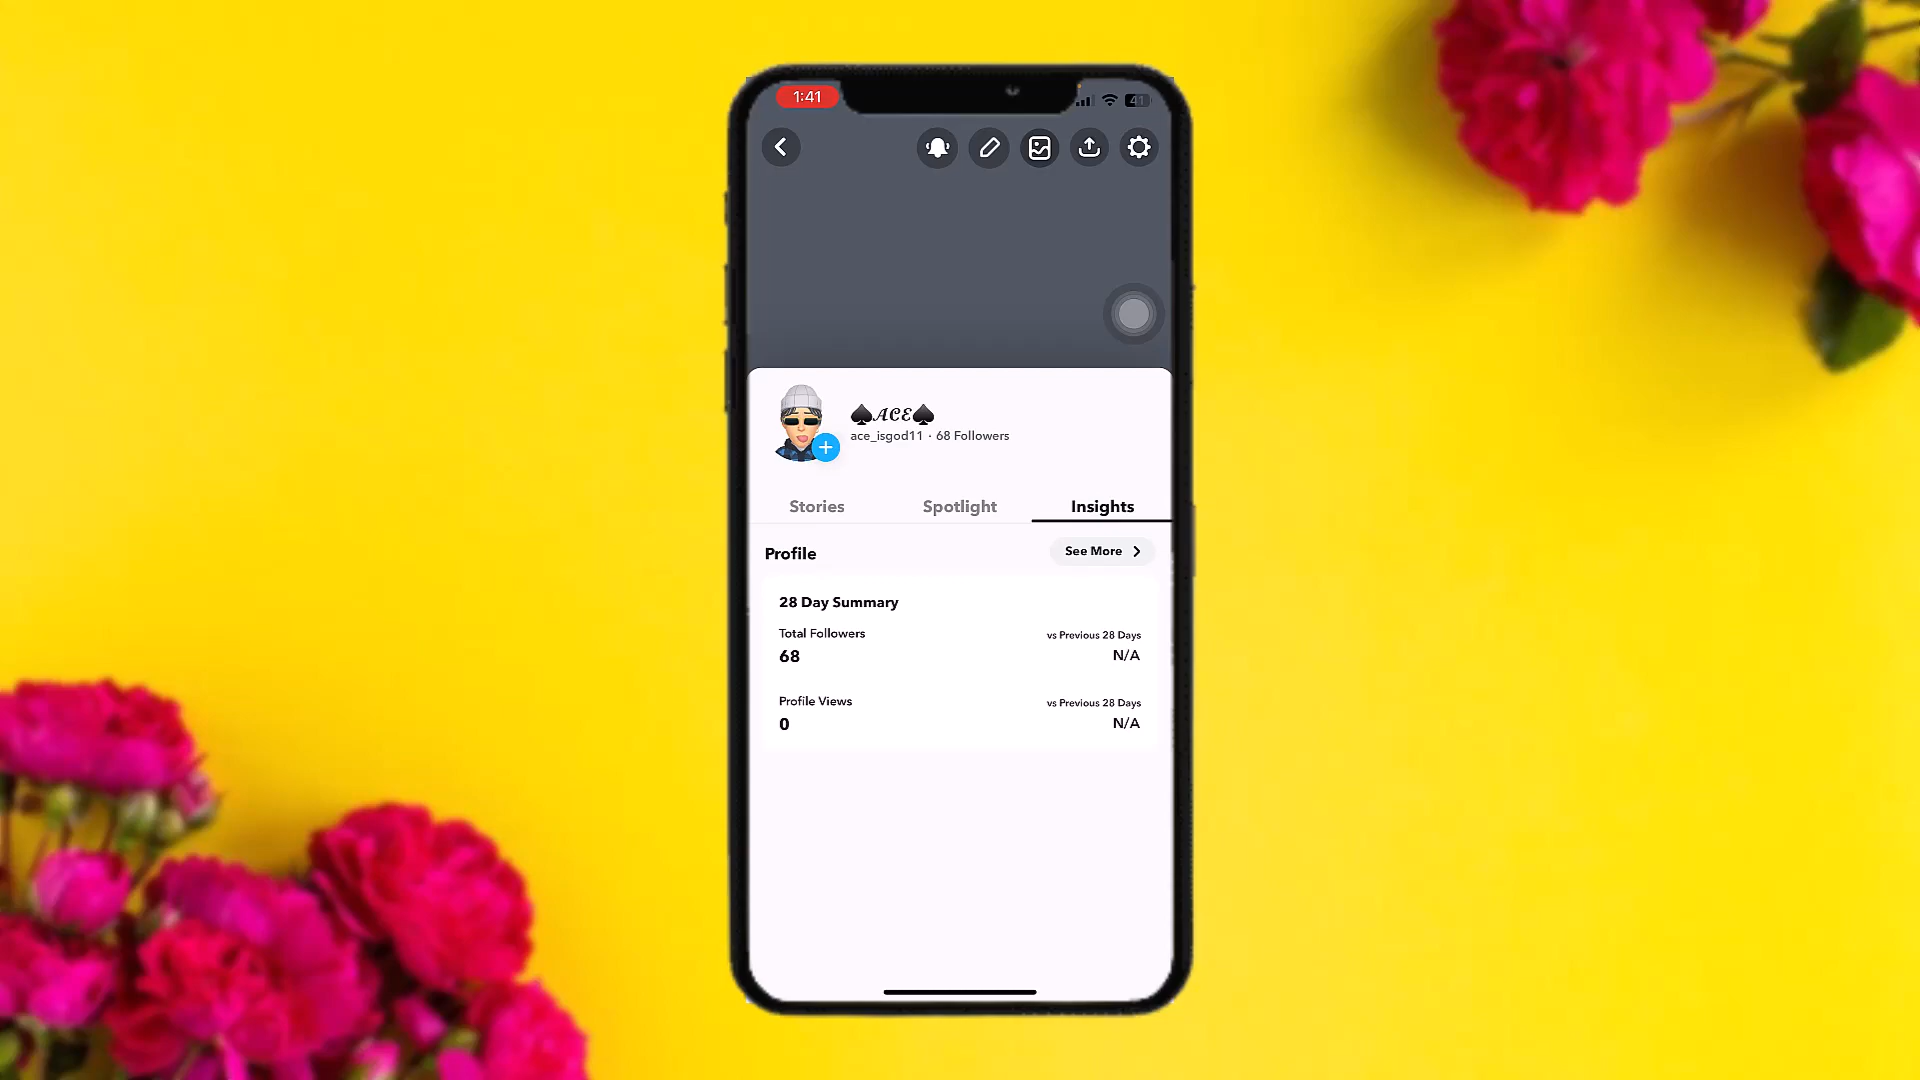 1:41
41
♠𝓐𝓒𝓔♠
ace_isgod11 · 68 Followers
Stories Spotlight Insights
Profile See More
28 Day Summary
Total Followers vs Previous 28 Days
68 N/A
Profile Views vs Previous 28 Days
0 N/A